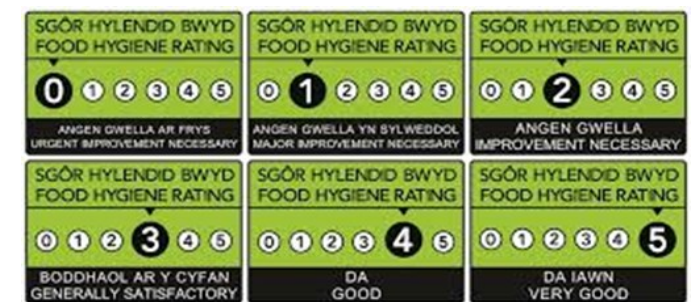 SGÔR HYLENDID BWYD
FOOD HYGIENE RATING
0 1 2 3 4 5
ANGEN GWELLA AR FRYS
URGENT IMPROVEMENT NECESSARY
SGÔR HYLENDID BWYD
FOOD HYGIENE RATING
0 1 2 3 4 5
ANGEN GWELLA YN SYLWEDDOL
MAJOR IMPROVEMENT NECESSARY
SGÔR HYLENDID BWYD
FOOD HYGIENE RATING
0 1 2 3 4 5
ANGEN GWELLA
IMPROVEMENT NECESSARY
SGÔR HYLENDID BWYD
FOOD HYGIENE RATING
0 1 2 3 4 5
BODDHAOL AR Y CYFAN
GENERALLY SATISFACTORY
SGÔR HYLENDID BWYD
FOOD HYGIENE RATING
0 1 2 3 4 5
DA
GOOD
SGÔR HYLENDID BWYD
FOOD HYGIENE RATING
0 1 2 3 4 5
DA IAWN
VERY GOOD